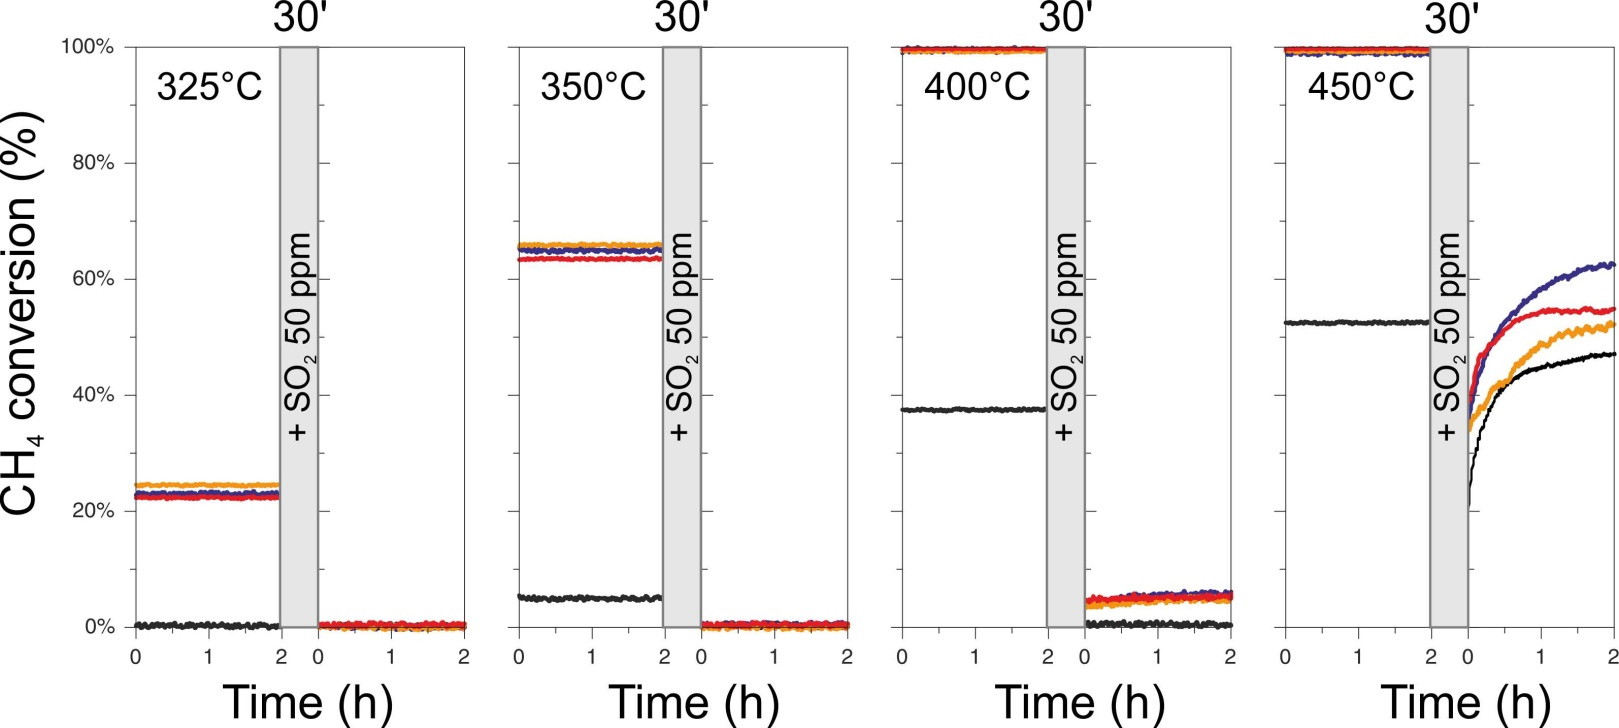 30'
30'
30'
30'
CH4 conversion (%)
100%
80%
60%
40%
20%
0%
325°C
350°C
400°C
450°C
+ SO2 50 ppm
+ SO2 50 ppm
+ SO2 50 ppm
+ SO2 50 ppm
0 1 2 0 1 2
0 1 2 0 1 2
0 1 2 0 1 2
0 1 2 0 1 2
Time (h)
Time (h)
Time (h)
Time (h)